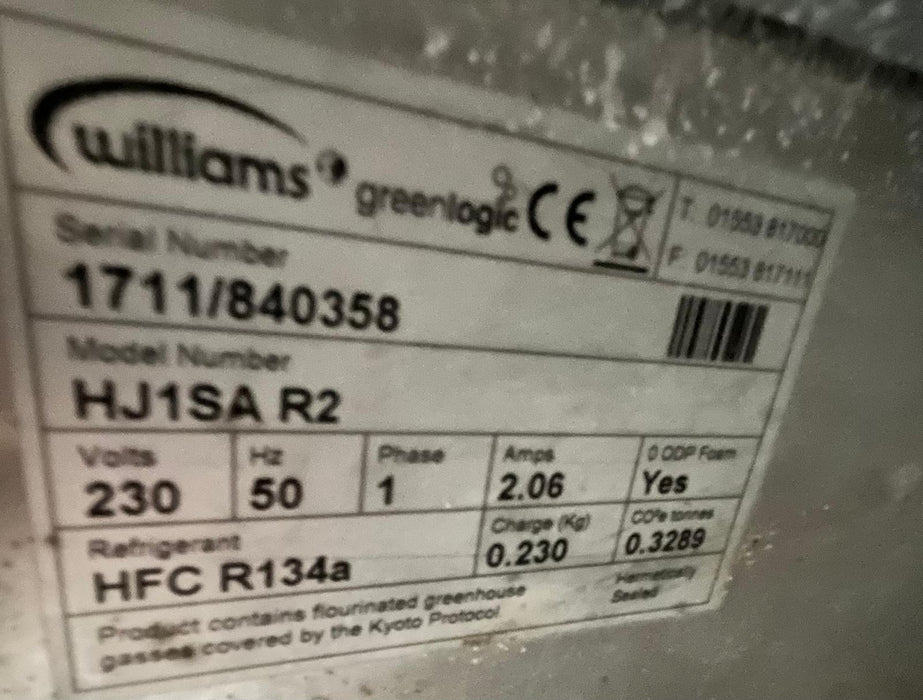 williams greenlogic CE T. 01553 817000
F 01553 817111
Serial Number
1711/840358
Model Number
HJ1SA R2
Volts Hz Phase Amps 0 ODP Foam
230 50 1 2.06 Yes
Refrigerant Charge (Kg) CO²e tonnes
HFC R134a 0.230 0.3289
Product contains flourinated greenhouse Hermetically
gasses covered by the Kyoto Protocol Sealed